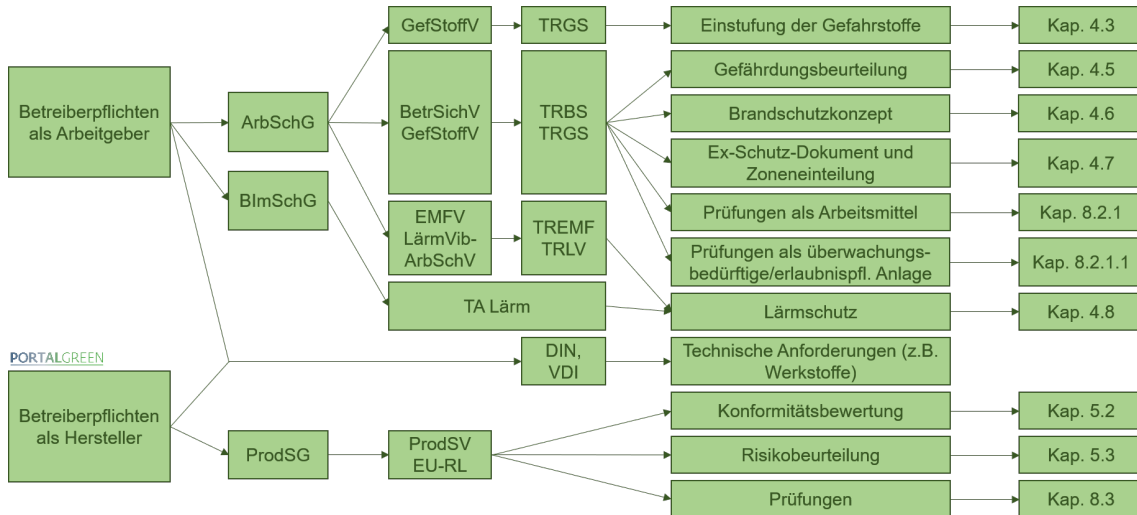 GefStoffV
TRGS
Einstufung der Gefahrstoffe
Kap. 4.3
Betreiberpflichten
als Arbeitgeber
ArbSchG
BetrSichV
GefStoffV
TRBS
TRGS
Gefährdungsbeurteilung
Kap. 4.5
Brandschutzkonzept
Kap. 4.6
Ex-Schutz-Dokument und
Zoneneinteilung
Kap. 4.7
BImSchG
EMFV
LärmVib-
ArbSchV
TREMF
TRLV
Prüfungen als Arbeitsmittel
Kap. 8.2.1
Prüfungen als überwachungs-
bedürftige/erlaubnispfl. Anlage
Kap. 8.2.1.1
TA Lärm
Lärmschutz
Kap. 4.8
PORTALGREEN
DIN,
VDI
Technische Anforderungen (z.B.
Werkstoffe)
Betreiberpflichten
als Hersteller
ProdSG
ProdSV
EU-RL
Konformitätsbewertung
Kap. 5.2
Risikobeurteilung
Kap. 5.3
Prüfungen
Kap. 8.3